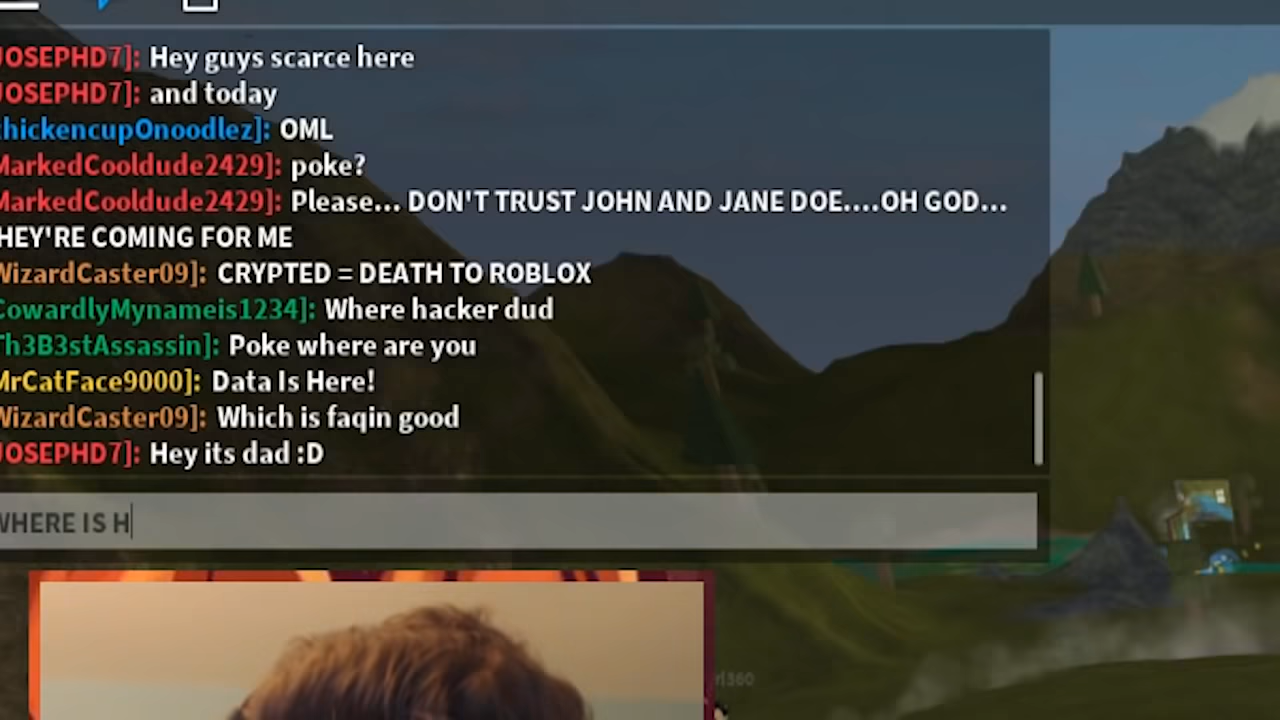 JOSEPHD7]: Hey guys scarce here
JOSEPHD7]: and today
chickencupOnoodlez]: OML
MarkedCooldude2429]: poke?
MarkedCooldude2429]: Please... DON'T TRUST JOHN AND JANE DOE....OH GOD...
THEY'RE COMING FOR ME
WizardCaster09]: CRYPTED = DEATH TO ROBLOX
CowardlyMynameis1234]: Where hacker dud
Th3B3stAssassin]: Poke where are you
MrCatFace9000]: Data Is Here!
WizardCaster09]: Which is faqin good
JOSEPHD7]: Hey its dad :D
WHERE IS H